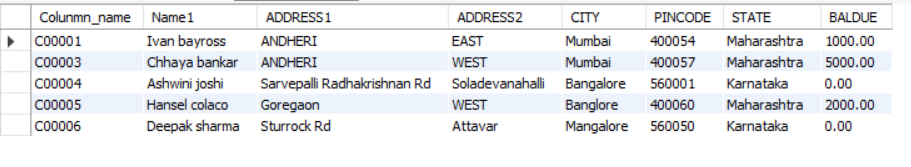 Colunmn_name Name1 ADDRESS1 ADDRESS2 CITY PINCODE STATE BALDUE
C00001 Ivan bayross ANDHERI EAST Mumbai 400054 Maharashtra 1000.00
C00003 Chhaya bankar ANDHERI WEST Mumbai 400057 Maharashtra 5000.00
C00004 Ashwini joshi Sarvepalli Radhakrishnan Rd Soladevanahalli Bangalore 560001 Karnataka 0.00
C00005 Hansel colaco Goregaon WEST Banglore 400060 Maharashtra 2000.00
C00006 Deepak sharma Sturrock Rd Attavar Mangalore 560050 Karnataka 0.00